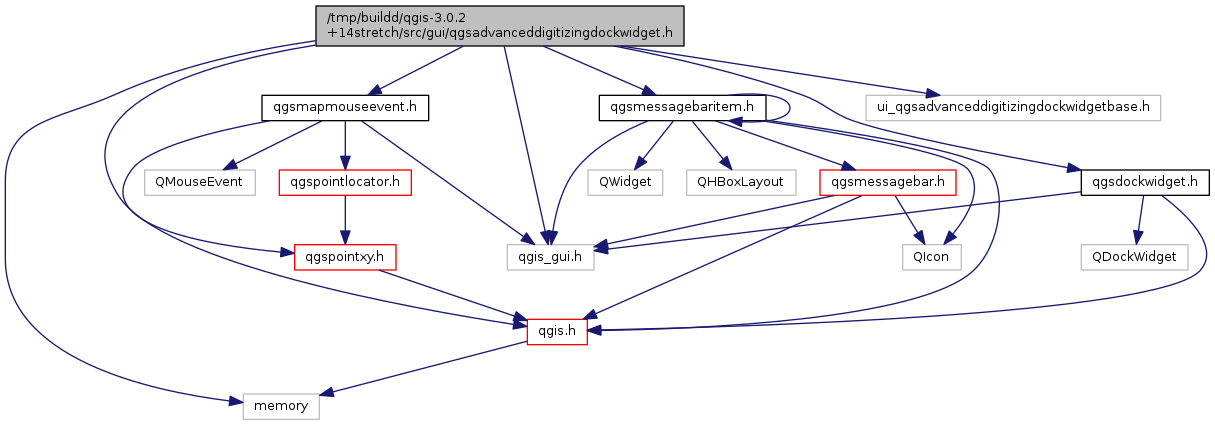 /tmp/buildd/qgis-3.0.2
+14stretch/src/gui/qgsadvanceddigitizingdockwidget.h
qgsmapmouseevent.h
qgsmessagebaritem.h
ui_qgsadvanceddigitizingdockwidgetbase.h
QMouseEvent
qgspointlocator.h
QWidget
QHBoxLayout
qgsmessagebar.h
qgsdockwidget.h
qgspointxy.h
qgis_gui.h
QIcon
QDockWidget
qgis.h
memory